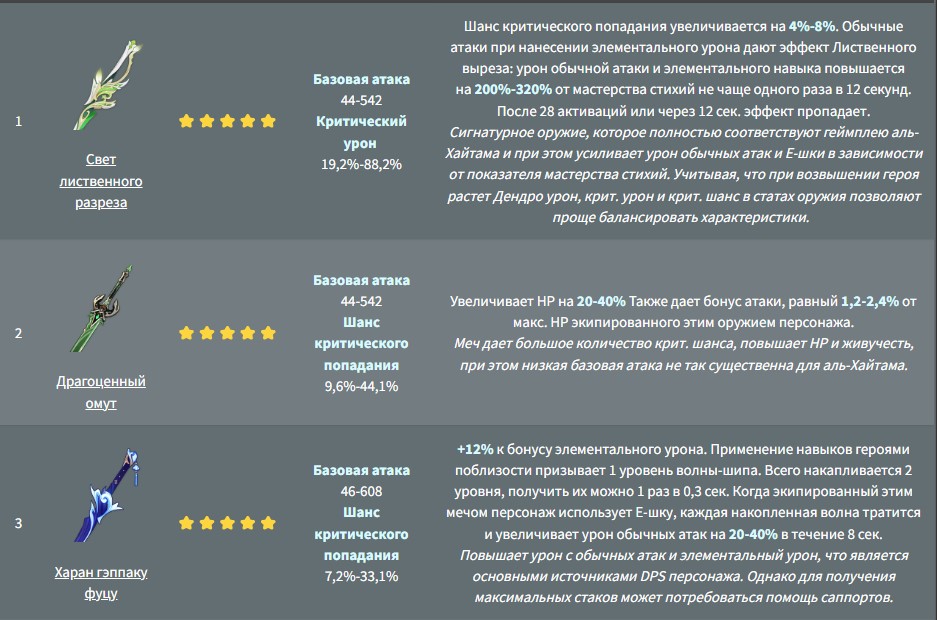 1
Свет
лиственного
разреза
Базовая атака
44-542
Критический
урон
19,2%-88,2%
Шанс критического попадания увеличивается на 4%-8%. Обычные
атаки при нанесении элементального урона дают эффект Лиственного
выреза: урон обычной атаки и элементального навыка повышается
на 200%-320% от мастерства стихий не чаще одного раза в 12 секунд.
После 28 активаций или через 12 сек. эффект пропадает.
Сигнатурное оружие, которое полностью соответствуют геймплею аль-
Хайтама и при этом усиливает урон обычных атак и Е-шки в зависимости
от показателя мастерства стихий. Учитывая, что при возвышении героя
растет Дендро урон, крит. урон и крит. шанс в статах оружия позволяют
проще балансировать характеристики.
2
Драгоценный
омут
Базовая атака
44-542
Шанс
критического
попадания
9,6%-44,1%
Увеличивает HP на 20-40% Также дает бонус атаки, равный 1,2-2,4% от
макс. HP экипированного этим оружием персонажа.
Меч дает большое количество крит. шанса, повышает HP и живучесть,
при этом низкая базовая атака не так существенна для аль-Хайтама.
3
Харан гэппаку
фуцу
Базовая атака
46-608
Шанс
критического
попадания
7,2%-33,1%
+12% к бонусу элементального урона. Применение навыков героями
поблизости призывает 1 уровень волны-шипа. Всего накапливается 2
уровня, получить их можно 1 раз в 0,3 сек. Когда экипированный этим
мечом персонаж использует Е-шку, каждая накопленная волна тратится
и увеличивает урон обычных атак на 20-40% в течение 8 сек.
Повышает урон с обычных атак и элементальный урон, что является
основными источниками DPS персонажа. Однако для получения
максимальных стаков может потребоваться помощь саппортов.